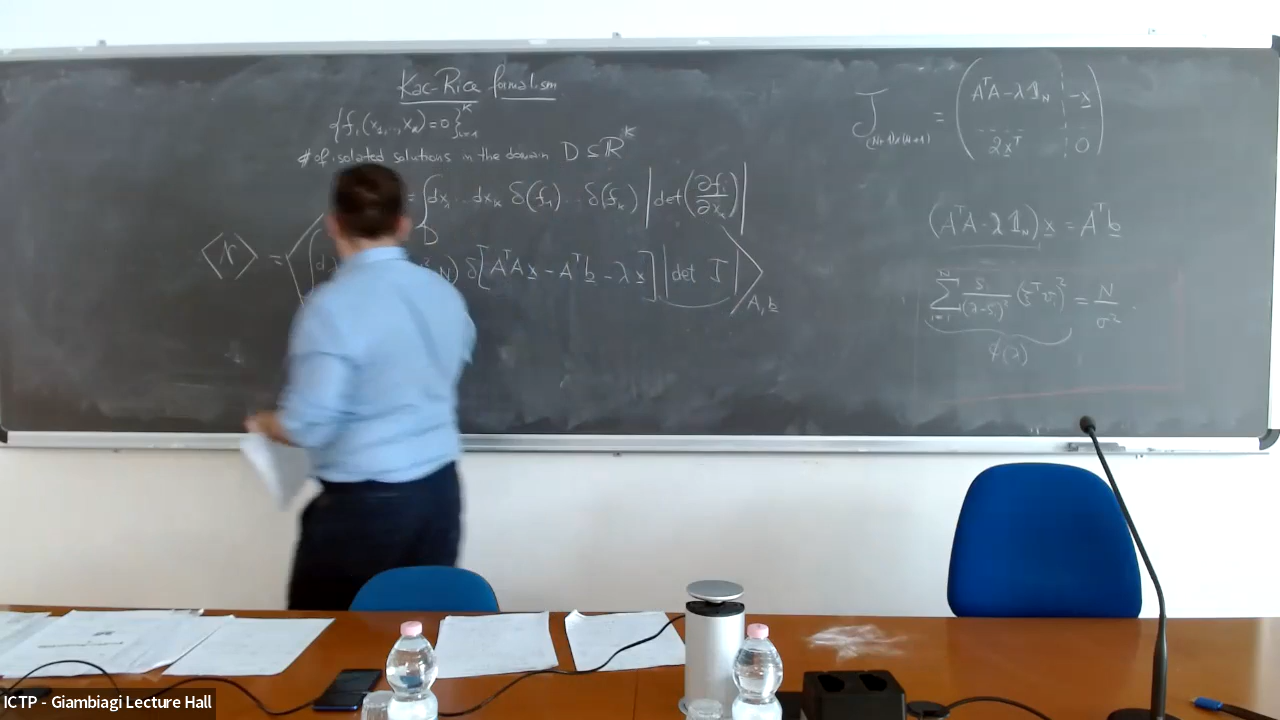 Kac-Rice formalism
{f_i(x_1,..,x_k)=0}_{i=1}^K
# of isolated solutions in the domain D ⊆ ℝ^K
= ∫_D dx_1 ... dx_k δ(f_1) ... δ(f_k) |det(∂f_i/∂x_k)|
⟨𝒩⟩ = ⟨ N) δ[A^T A x - A^T b - λ x] |det J| ⟩_{A,b}
J_{(N+1)×(N+1)} = ( A^T A - λ 𝟙_N | -x
2x^T | 0 )
(A^T A - λ 𝟙_N) x = A^T b
∑_{i=1}^N s_i/(λ-s_i)^2 (ξ^T v_i)^2 = N/σ^2
ϕ(λ)
ICTP - Giambiagi Lecture Hall